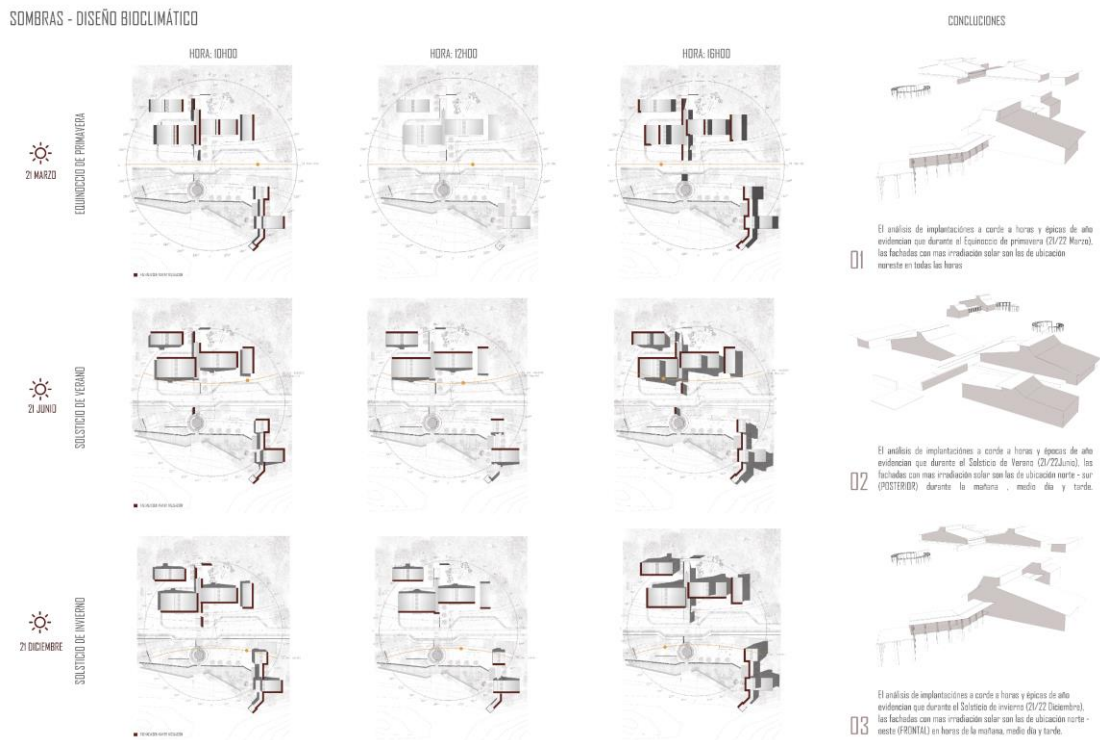 SOMBRAS - DISEÑO BIOCLIMÁTICO
CONCLUCIONES
HORA: 10H00
HORA: 12H00
HORA: 16H00
21 MARZO
EQUINOCCIO DE PRIMAVERA
El análisis de implantaciónes a corde a horas y épicas de año
evidencian que durante el Equinoccio de primavera (21/22 Marzo),
las fachadas con mas irradiación solar son las de ubicación
noreste en todas las horas
01
21 JUNIO
SOLSTICIO DE VERANO
El análisis de implantaciónes a corde a horas y épocas de año
evidencian que durante el Solsticio de Verano (21/22Junio), las
fachadas con mas irradiación solar son las de ubicación norte - sur
(POSTERIOR) durante la mañana , medio día y tarde.
02
21 DICIEMBRE
SOLSTICIO DE INVIERNO
El análisis de implantaciónes a corde a horas y épicas de año
evidencian que durante el Solsticio de invierno (21/22 Diciembre),
las fachadas con mas irradiación solar son las de ubicación norte -
oeste (FRONTAL) en horas de la mañana, medio día y tarde.
03